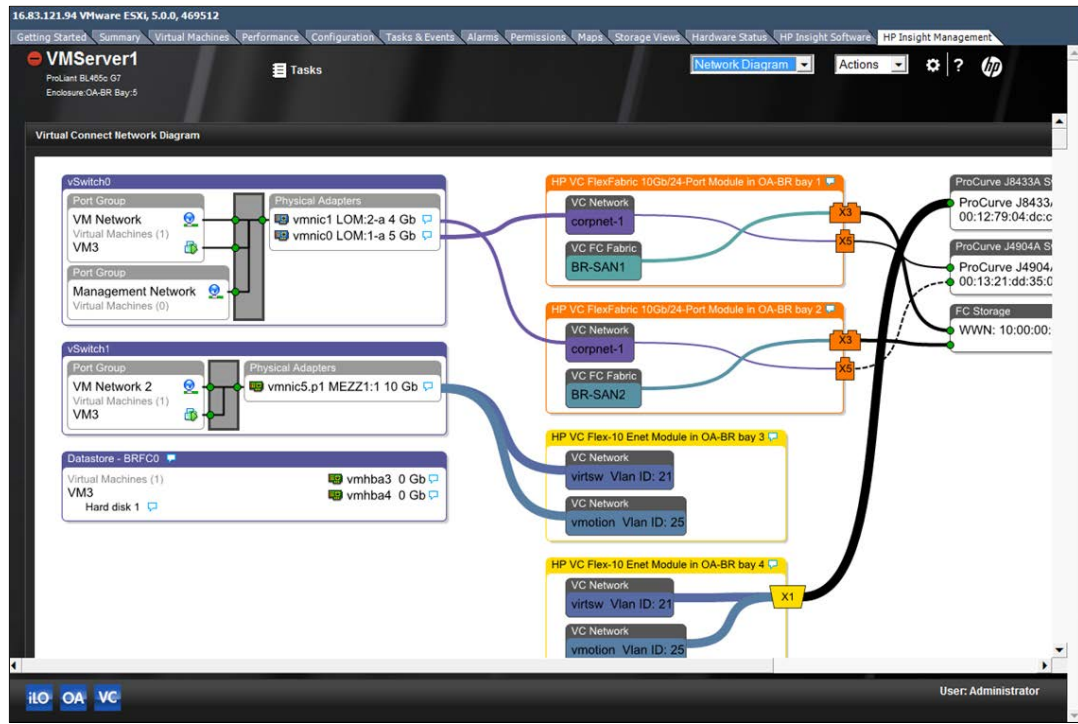 16.83.121.94 VMware ESXi, 5.0.0, 469512
Getting Started Summary Virtual Machines Performance Configuration Tasks & Events Alarms Permissions Maps Storage Views Hardware Status HP Insight Software HP Insight Management
VMServer1
ProLiant BL465c G7
Enclosure:OA-BR Bay:5
Tasks
Network Diagram
Actions
?
hp
Virtual Connect Network Diagram
vSwitch0
Port Group
VM Network
Virtual Machines (1)
VM3
Port Group
Management Network
Virtual Machines (0)
Physical Adapters
vmnic1 LOM:2-a 4 Gb
vmnic0 LOM:1-a 5 Gb
vSwitch1
Port Group
VM Network 2
Virtual Machines (1)
VM3
Physical Adapters
vmnic5.p1 MEZZ1:1 10 Gb
Datastore - BRFC0
Virtual Machines (1)
VM3
Hard disk 1
vmhba3 0 Gb
vmhba4 0 Gb
HP VC FlexFabric 10Gb/24-Port Module in OA-BR bay 1
VC Network
corpnet-1
VC FC Fabric
BR-SAN1
X3
X5
HP VC FlexFabric 10Gb/24-Port Module in OA-BR bay 2
VC Network
corpnet-1
VC FC Fabric
BR-SAN2
X3
X5
HP VC Flex-10 Enet Module in OA-BR bay 3
VC Network
virtsw Vlan ID: 21
VC Network
vmotion Vlan ID: 25
HP VC Flex-10 Enet Module in OA-BR bay 4
VC Network
virtsw Vlan ID: 21
VC Network
vmotion Vlan ID: 25
X1
ProCurve J8433A
ProCurve J8433
00:12:79:04:dc:c
ProCurve J4904A
ProCurve J4904
00:13:21:dd:35:0
FC Storage
WWN: 10:00:00:
iLO OA VC
User: Administrator